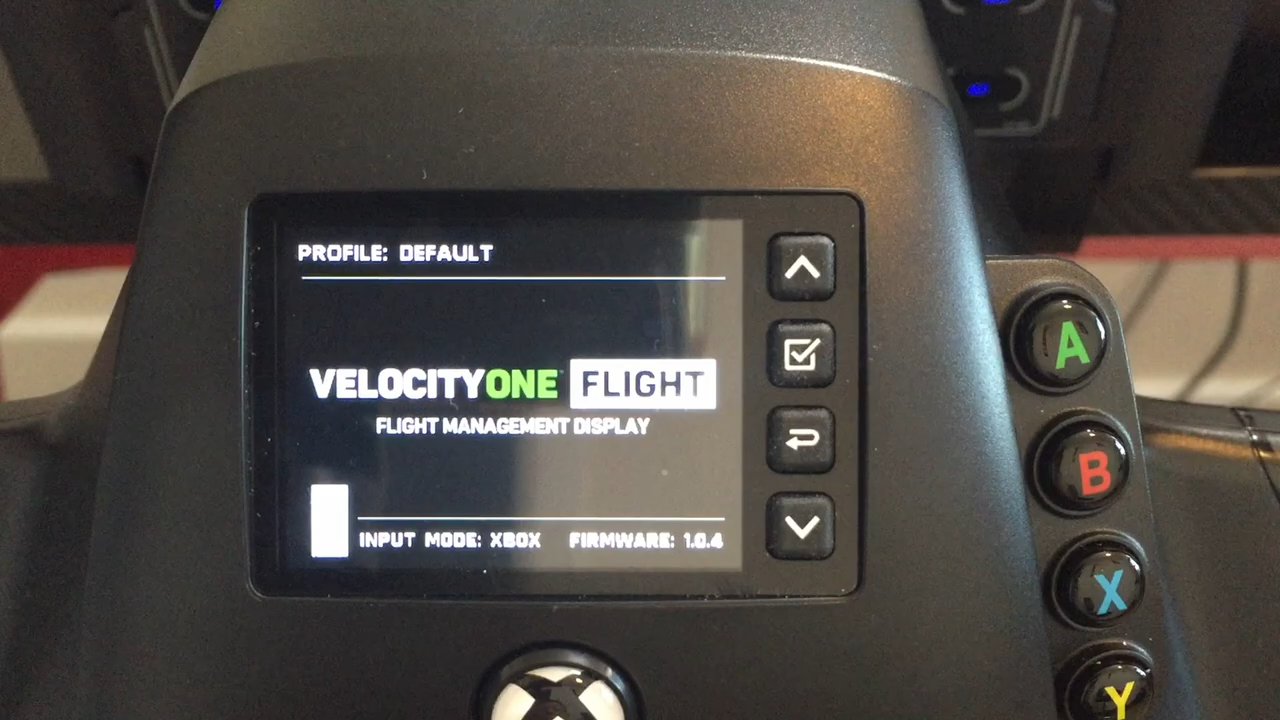 PROFILE: DEFAULT
VELOCITYONE FLIGHT
FLIGHT MANAGEMENT DISPLAY
INPUT MODE: XBOX FIRMWARE: 1.0.4
A
B
X
Y